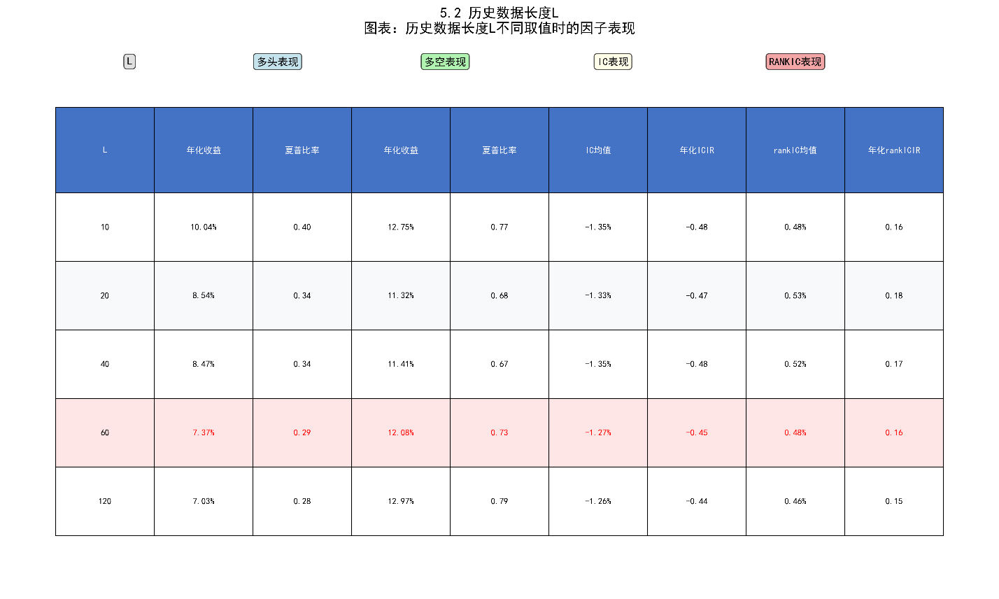 5.2 历史数据长度L
图表: 历史数据长度L不同取值时的因子表现
L 多头表现 多空表现 IC表现 RANKIC表现
L 年化收益 夏普比率 年化收益 夏普比率 IC均值 年化ICIR rankIC均值 年化rankICIR
10 10.04% 0.40 12.75% 0.77 -1.35% -0.48 0.48% 0.16
20 8.54% 0.34 11.32% 0.68 -1.33% -0.47 0.53% 0.18
40 8.47% 0.34 11.41% 0.67 -1.35% -0.48 0.52% 0.17
60 7.37% 0.29 12.08% 0.73 -1.27% -0.45 0.48% 0.16
120 7.03% 0.28 12.97% 0.79 -1.26% -0.44 0.46% 0.15